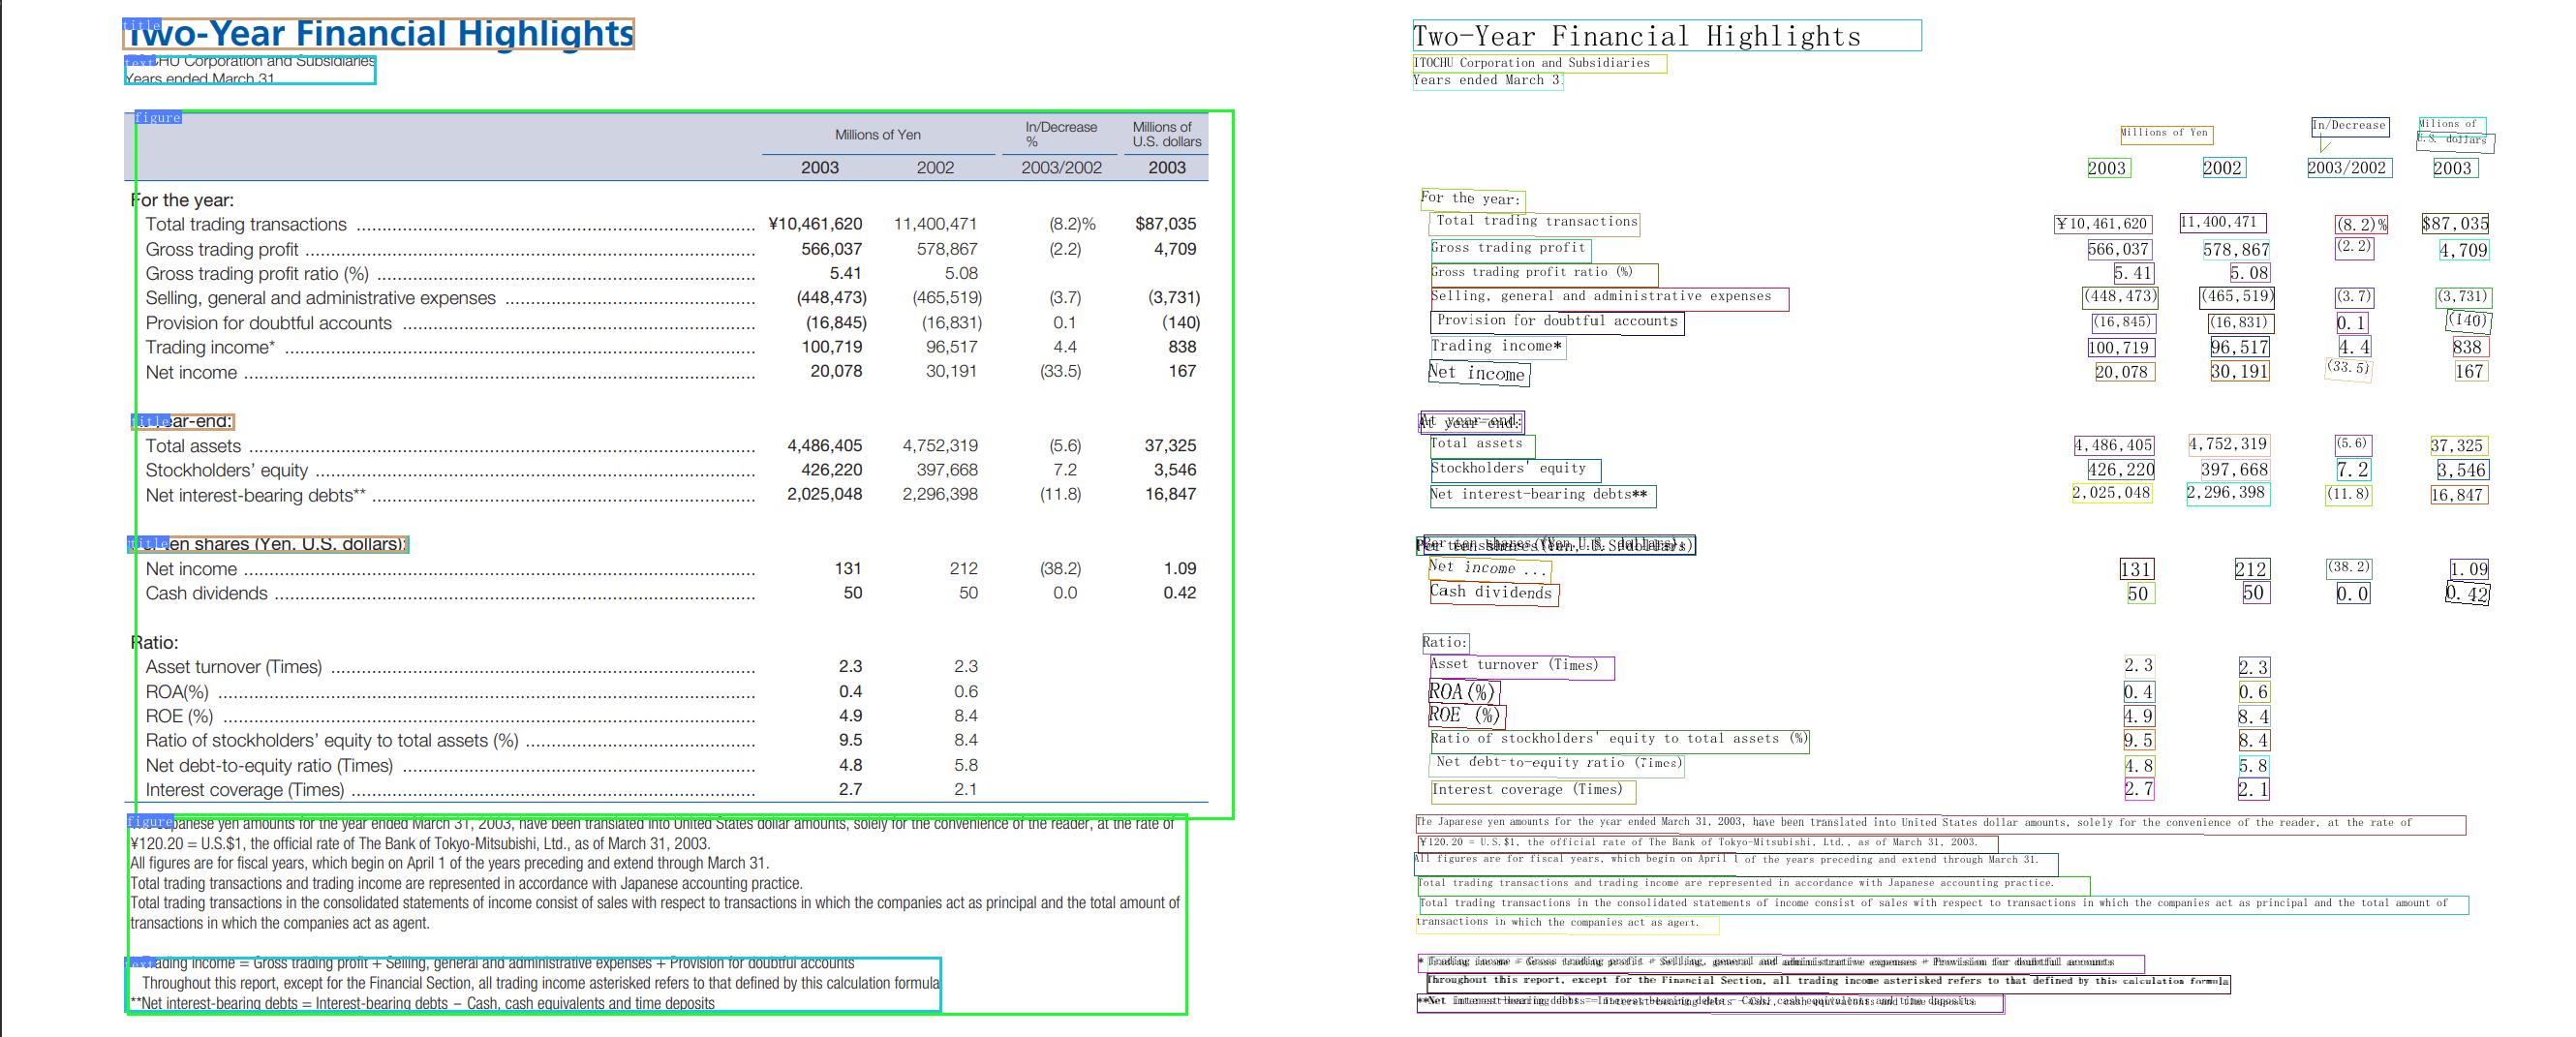 Two-Year Financial Highlights
ITOCHU Corporation and Subsidiaries
Years ended March 31
figure
Millions of Yen In/Decrease % Millions of U.S. dollars
2003 2002 2003/2002 2003
For the year:
Total trading transactions ¥10,461,620 11,400,471 (8.2)% $87,035
Gross trading profit 566,037 578,867 (2.2) 4,709
Gross trading profit ratio (%) 5.41 5.08
Selling, general and administrative expenses (448,473) (465,519) (3.7) (3,731)
Provision for doubtful accounts (16,845) (16,831) 0.1 (140)
Trading income* 100,719 96,517 4.4 838
Net income 20,078 30,191 (33.5) 167
title
At year-end:
Total assets 4,486,405 4,752,319 (5.6) 37,325
Stockholders' equity 426,220 397,668 7.2 3,546
Net interest-bearing debts** 2,025,048 2,296,398 (11.8) 16,847
title
Per ten shares (Yen, U.S. dollars):
Net income 131 212 (38.2) 1.09
Cash dividends 50 50 0.0 0.42
Ratio:
Asset turnover (Times) 2.3 2.3
ROA(%) 0.4 0.6
ROE (%) 4.9 8.4
Ratio of stockholders' equity to total assets (%) 9.5 8.4
Net debt-to-equity ratio (Times) 4.8 5.8
Interest coverage (Times) 2.7 2.1
figure
The Japanese yen amounts for the year ended March 31, 2003, have been translated into United States dollar amounts, solely for the convenience of the reader, at the rate of
¥120.20 = U.S.$1, the official rate of The Bank of Tokyo-Mitsubishi, Ltd., as of March 31, 2003.
All figures are for fiscal years, which begin on April 1 of the years preceding and extend through March 31.
Total trading transactions and trading income are represented in accordance with Japanese accounting practice.
Total trading transactions in the consolidated statements of income consist of sales with respect to transactions in which the companies act as principal and the total amount of
transactions in which the companies act as agent.
text
Trading income = Gross trading profit + Selling, general and administrative expenses + Provision for doubtful accounts
Throughout this report, except for the Financial Section, all trading income asterisked refers to that defined by this calculation formula
**Net interest-bearing debts = Interest-bearing debts – Cash, cash equivalents and time deposits
Two-Year Financial Highlights
ITOCHU Corporation and Subsidiaries
Years ended March 3
Millions of Yen In/Decrease Milions of U.S. dollars
2003 2002 2003/2002 2003
For the year:
Total trading transactions ¥10,461,620 11,400,471 (8.2)% $87,035
Gross trading profit 566,037 578,867 (2.2) 4,709
Gross trading profit ratio (%) 5.41 5.08
Selling, general and administrative expenses (448,473) (465,519) (3.7) (3,731)
Provision for doubtful accounts (16,845) (16,831) 0.1 (140)
Trading income* 100,719 96,517 4.4 838
Net income 20,078 30,191 (33.5) 167
At year-end:
Total assets 4,486,405 4,752,319 (5.6) 37,325
Stockholders' equity 426,220 397,668 7.2 3,546
Net interest-bearing debts** 2,025,048 2,296,398 (11.8) 16,847
Per ten shares (Yen, U.S. dollars)
Net income ... 131 212 (38.2) 1.09
Cash dividends 50 50 0.0 0.42
Ratio:
Asset turnover (Times) 2.3 2.3
ROA(%) 0.4 0.6
ROE (%) 4.9 8.4
Ratio of stockholders' equity to total assets (%) 9.5 8.4
Net debt-to-equity ratio (Times) 4.8 5.8
Interest coverage (Times) 2.7 2.1
The Japanese yen amounts for the year ended March 31, 2003, have been translated into United States dollar amounts, solely for the convenience of the reader, at the rate of
¥120.20 = U.S.$1, the official rate of The Bank of Tokyo-Mitsubishi, Ltd., as of March 31, 2003.
All figures are for fiscal years, which begin on April 1 of the years preceding and extend through March 31.
Total trading transactions and trading income are represented in accordance with Japanese accounting practice.
Total trading transactions in the consolidated statements of income consist of sales with respect to transactions in which the companies act as principal and the total amount of
transactions in which the companies act as agent.
* Trading income = Gross trading profit + Selling, general and administrative expenses + Provision for doubtful accounts
Throughout this report, except for the Financial Section, all trading income asterisked refers to that defined by this calculation formula
**Net interest-bearing debts = Interest-bearing debts - Cash, cash equivalents and time deposits